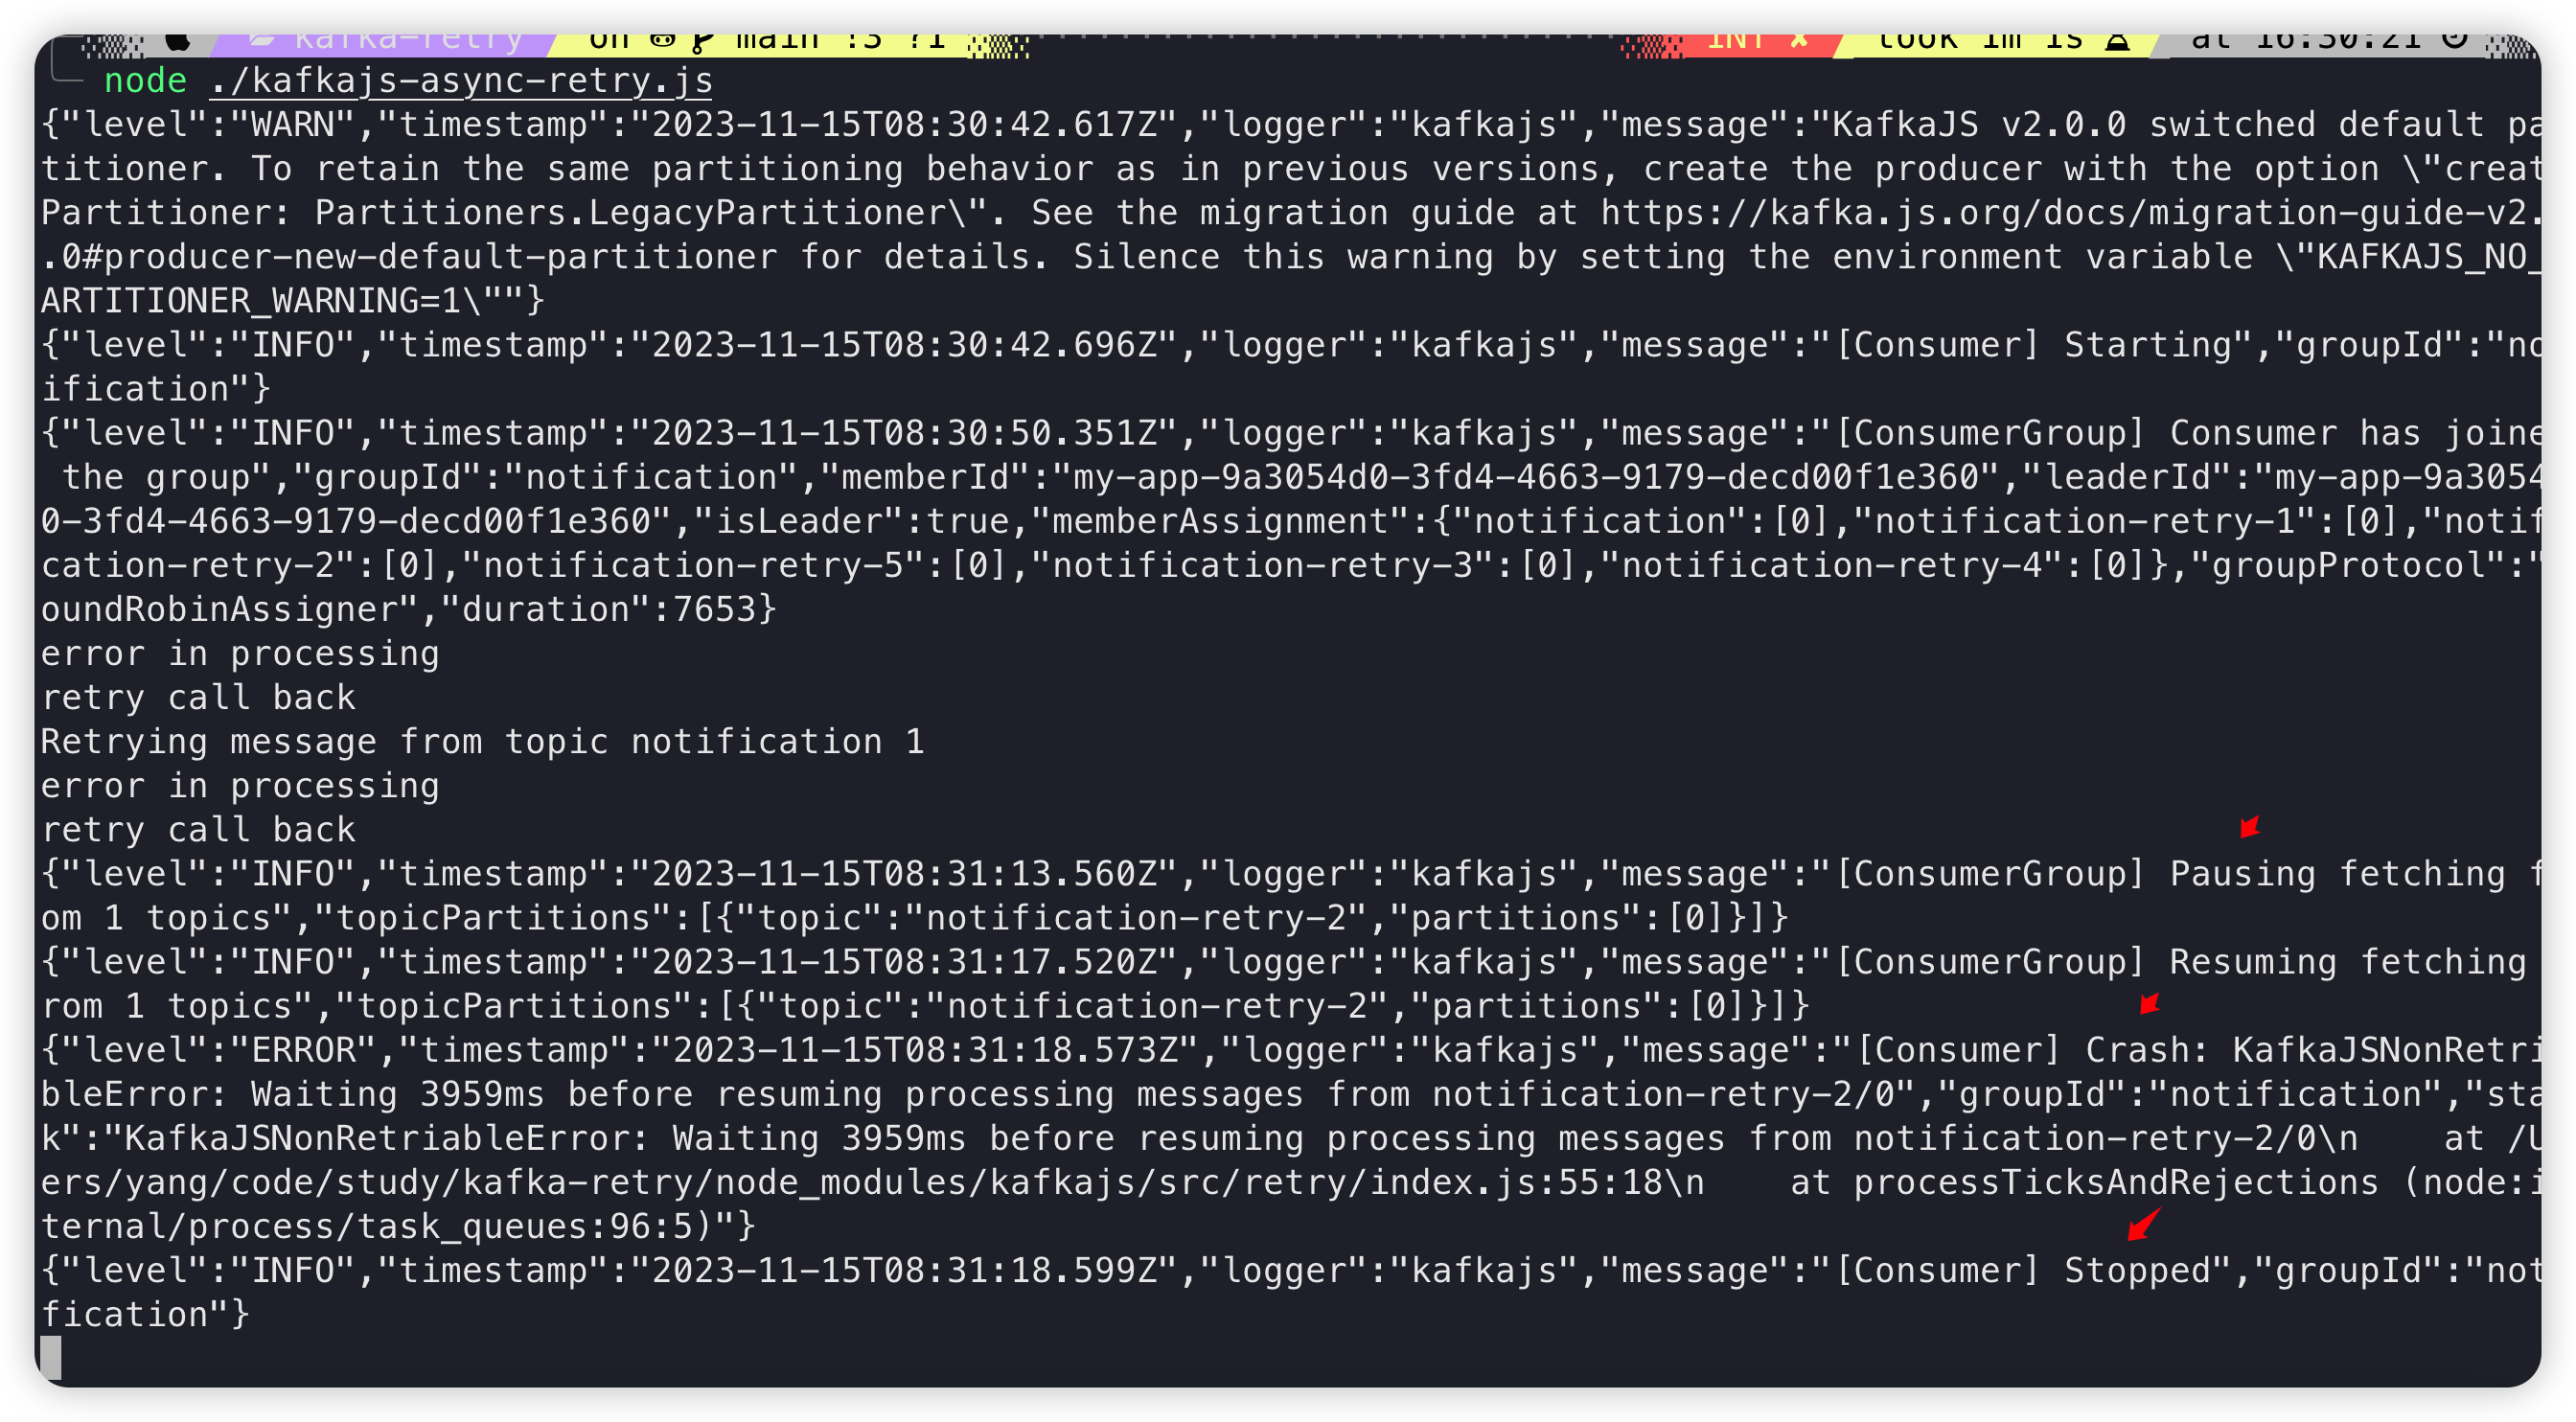 kafka-retry on main !3 ?1 INT ✘ took 1m 1s at 16:30:21
node ./kafkajs-async-retry.js
{"level":"WARN","timestamp":"2023-11-15T08:30:42.617Z","logger":"kafkajs","message":"KafkaJS v2.0.0 switched default pa
titioner. To retain the same partitioning behavior as in previous versions, create the producer with the option \"creat
Partitioner: Partitioners.LegacyPartitioner\". See the migration guide at https://kafka.js.org/docs/migration-guide-v2.
.0#producer-new-default-partitioner for details. Silence this warning by setting the environment variable \"KAFKAJS_NO_
ARTITIONER_WARNING=1\""}
{"level":"INFO","timestamp":"2023-11-15T08:30:42.696Z","logger":"kafkajs","message":"[Consumer] Starting","groupId":"no
ification"}
{"level":"INFO","timestamp":"2023-11-15T08:30:50.351Z","logger":"kafkajs","message":"[ConsumerGroup] Consumer has joine
the group","groupId":"notification","memberId":"my-app-9a3054d0-3fd4-4663-9179-decd00f1e360","leaderId":"my-app-9a3054
0-3fd4-4663-9179-decd00f1e360","isLeader":true,"memberAssignment":{"notification":[0],"notification-retry-1":[0],"notif
cation-retry-2":[0],"notification-retry-5":[0],"notification-retry-3":[0],"notification-retry-4":[0]},"groupProtocol":"
oundRobinAssigner","duration":7653}
error in processing
retry call back
Retrying message from topic notification 1
error in processing
retry call back
{"level":"INFO","timestamp":"2023-11-15T08:31:13.560Z","logger":"kafkajs","message":"[ConsumerGroup] Pausing fetching f
om 1 topics","topicPartitions":[{"topic":"notification-retry-2","partitions":[0]}]}
{"level":"INFO","timestamp":"2023-11-15T08:31:17.520Z","logger":"kafkajs","message":"[ConsumerGroup] Resuming fetching
rom 1 topics","topicPartitions":[{"topic":"notification-retry-2","partitions":[0]}]}
{"level":"ERROR","timestamp":"2023-11-15T08:31:18.573Z","logger":"kafkajs","message":"[Consumer] Crash: KafkaJSNonRetri
bleError: Waiting 3959ms before resuming processing messages from notification-retry-2/0","groupId":"notification","sta
k":"KafkaJSNonRetriableError: Waiting 3959ms before resuming processing messages from notification-retry-2/0\n    at /U
ers/yang/code/study/kafka-retry/node_modules/kafkajs/src/retry/index.js:55:18\n    at processTicksAndRejections (node:i
ternal/process/task_queues:96:5)"}
{"level":"INFO","timestamp":"2023-11-15T08:31:18.599Z","logger":"kafkajs","message":"[Consumer] Stopped","groupId":"not
fication"}